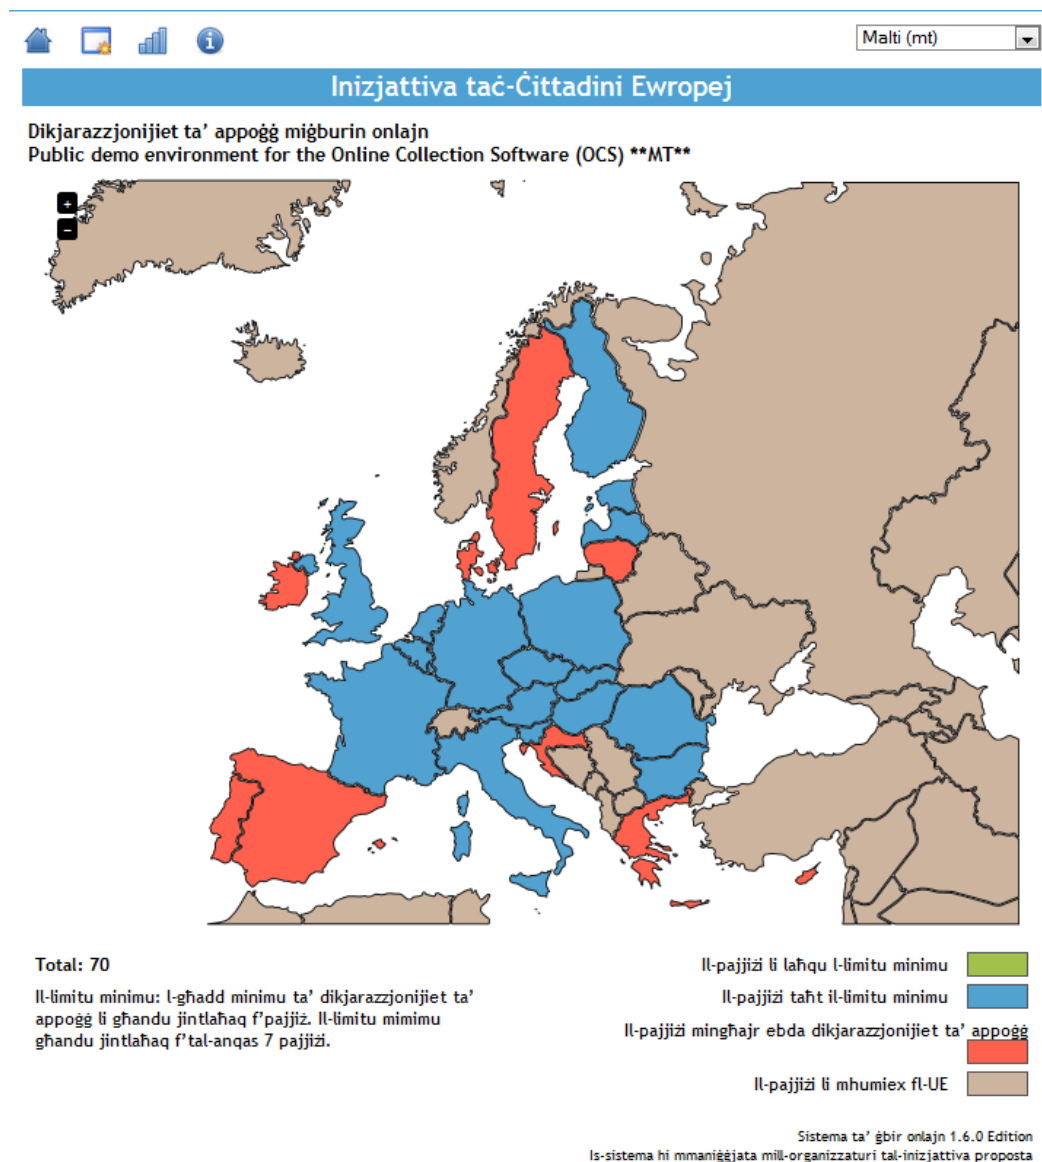 Malti (mt)
Inizjattiva taċ-Ċittadini Ewropej
Dikjarazzjonijiet ta’ appoġġ miġburin onlajn
Public demo environment for the Online Collection Software (OCS) **MT**
+
−
Total: 70
Il-limitu minimu: l-għadd minimu ta’ dikjarazzjonijiet ta’
appoġġ li għandu jintlaħaq f’pajjiż. Il-limitu mimimu
għandu jintlaħaq f’tal-anqas 7 pajjiżi.
Il-pajjiżi li laħqu l-limitu minimu
Il-pajjiżi taħt il-limitu minimu
Il-pajjiżi mingħajr ebda dikjarazzjonijiet ta’ appoġġ
Il-pajjiżi li mhumiex fl-UE
Sistema ta’ ġbir onlajn 1.6.0 Edition
Is-sistema hi mmaniġġjata mill-organizzaturi tal-inizjattiva proposta